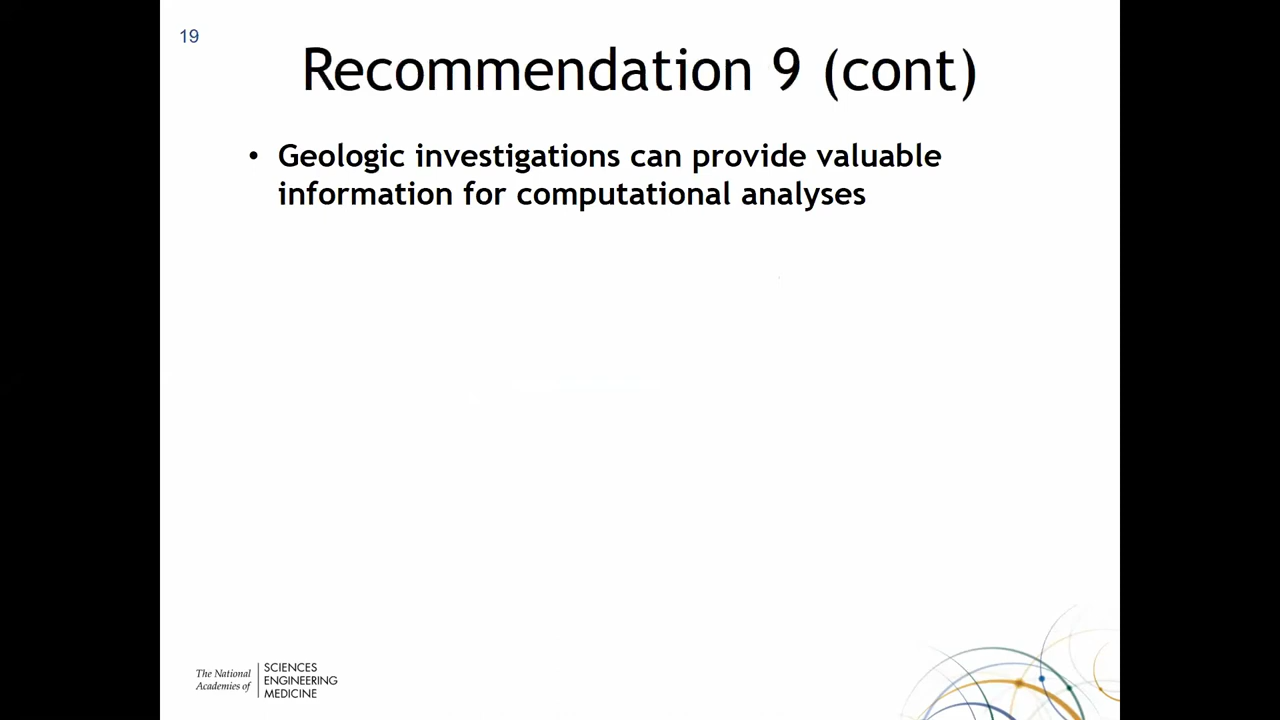 19
Recommendation 9 (cont)
• Geologic investigations can provide valuable
information for computational analyses
The National
Academies of
SCIENCES
ENGINEERING
MEDICINE